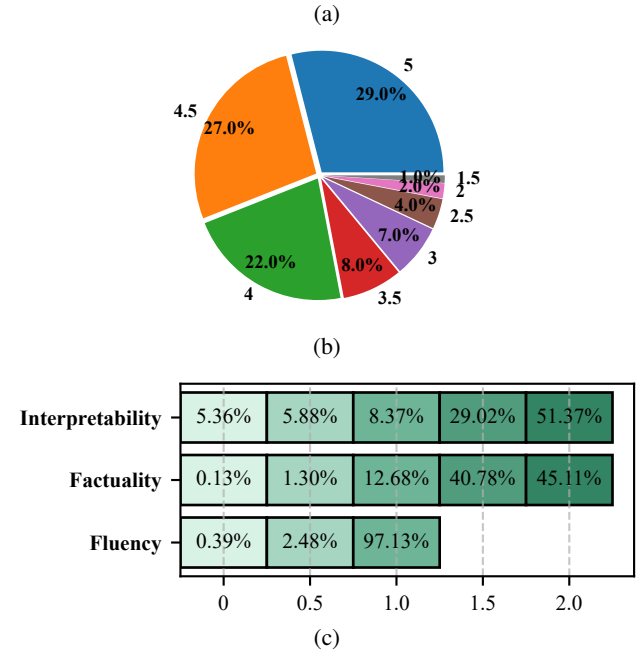 (a)
5
29.0%
4.5
27.0%
1.0%
1.5
2.0%
2
4.0%
2.5
7.0%
3
22.0%
8.0%
4
3.5
(b)
Interpretability 5.36% 5.88% 8.37% 29.02% 51.37%
Factuality 0.13% 1.30% 12.68% 40.78% 45.11%
Fluency 0.39% 2.48% 97.13%
0 0.5 1.0 1.5 2.0
(c)